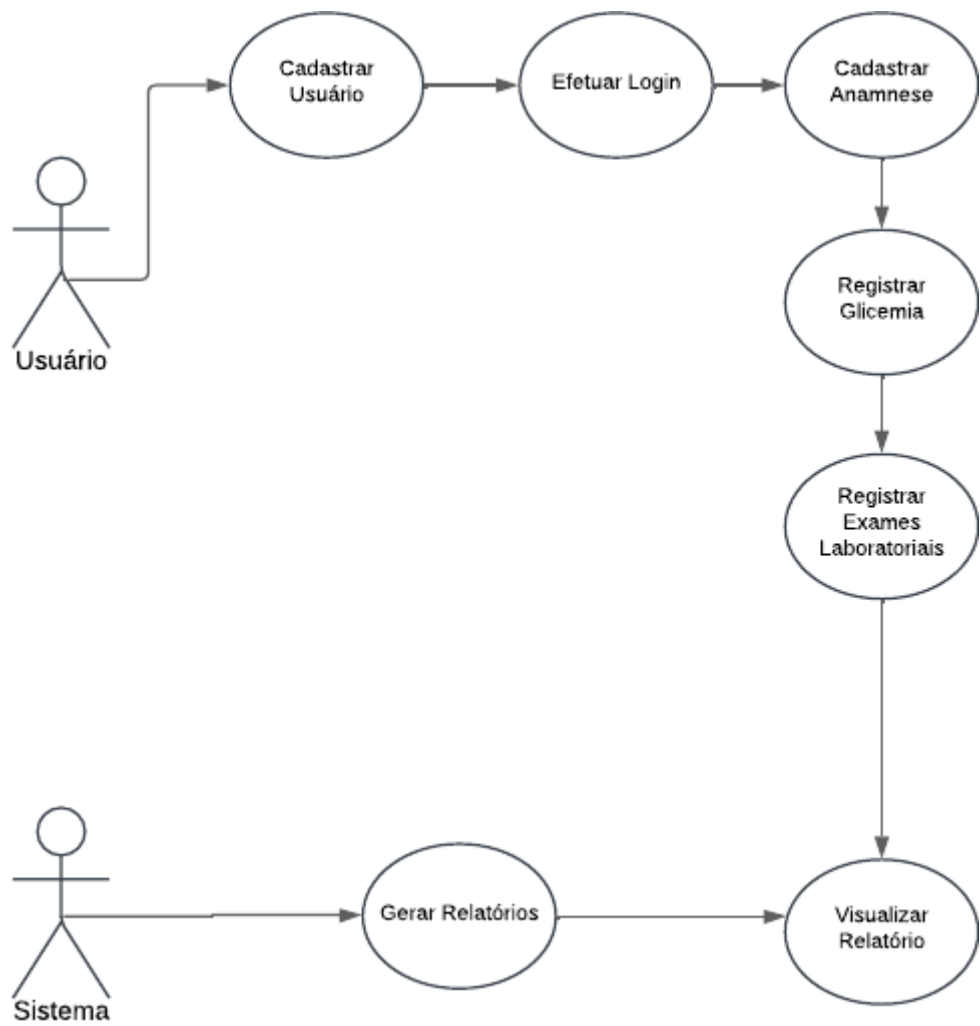 Cadastrar
Usuário
Efetuar Login
Cadastrar
Anamnese
Usuário
Registrar
Glicemia
Registrar
Exames
Laboratoriais
Sistema
Gerar Relatórios
Visualizar
Relatório